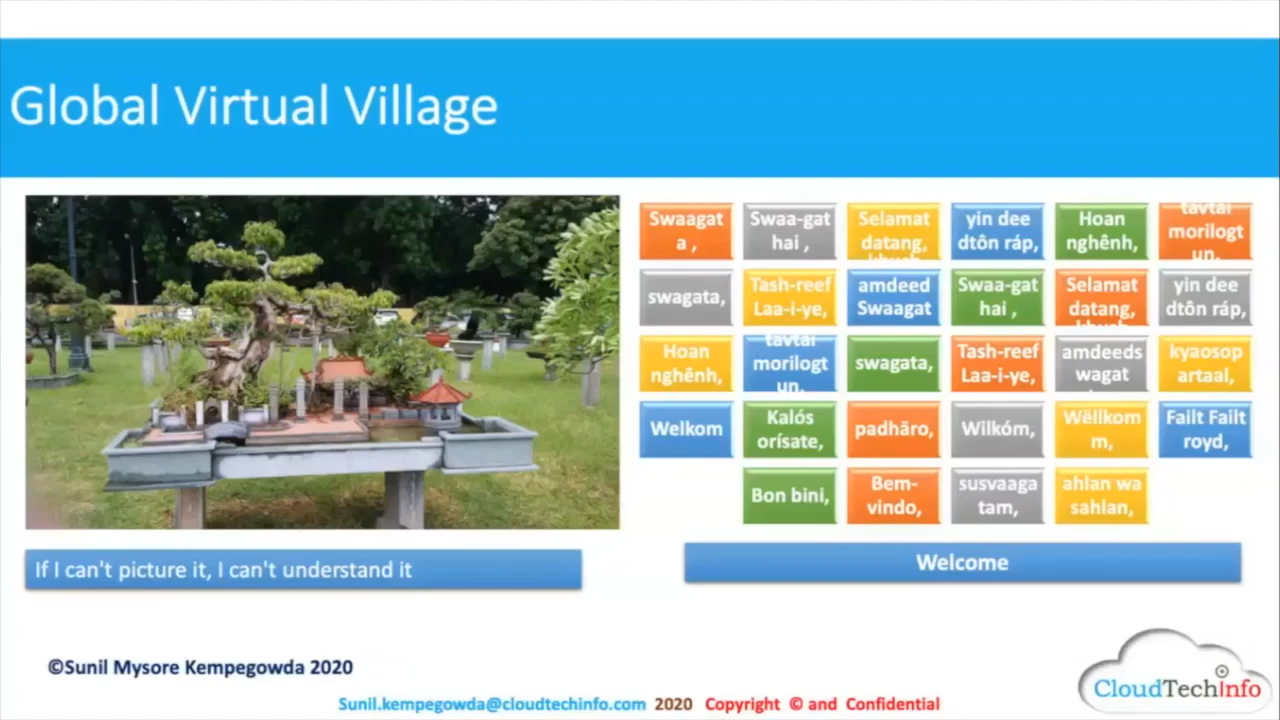 Global Virtual Village
Swaagat
a ,
Swaa-gat
hai ,
Selamat
datang,
yin dee
dtôn ráp,
Hoan
nghênh,
tavtai
morilogt
un,
swagata,
Tash-reef
Laa-i-ye,
amdeed
Swaagat
Swaa-gat
hai ,
Selamat
datang,
yin dee
dtôn ráp,
Hoan
nghênh,
tavtai
morilogt
un,
swagata,
Tash-reef
Laa-i-ye,
amdeeds
wagat
kyaosop
artaal,
Welkom
Kalós
orísate,
padhāro,
Wilkóm,
Wëllkom
m,
Failt Failt
royd,
Bon bini,
Bem-
vindo,
susvaaga
tam,
ahlan wa
sahlan,
If I can't picture it, I can't understand it
Welcome
©Sunil Mysore Kempegowda 2020
Sunil.kempegowda@cloudtechinfo.com 2020 Copyright © and Confidential
CloudTechInfo